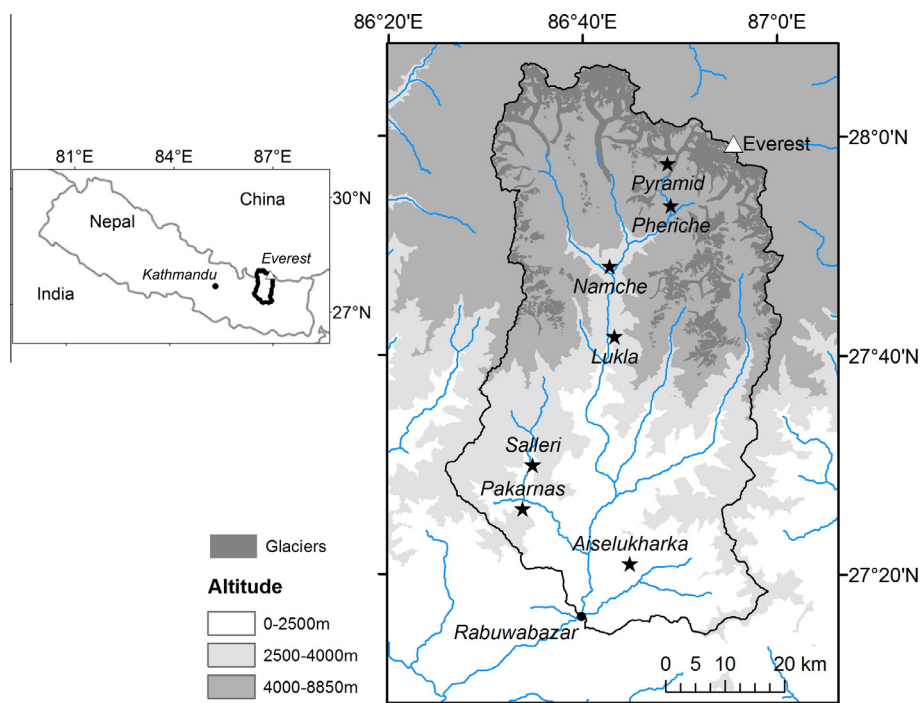 86°20'E 86°40'E 87°0'E
28°0'N
Everest
81°E 84°E 87°E
Pyramid
30°N
China
Nepal
Pheriche
Everest
Kathmandu
Namche
India
27°N
Lukla
27°40'N
Salleri
Pakarnas
Glaciers
Aiselukharka
27°20'N
Altitude
0-2500m
Rabuwabazar
2500-4000m
0 5 10 20 km
4000-8850m